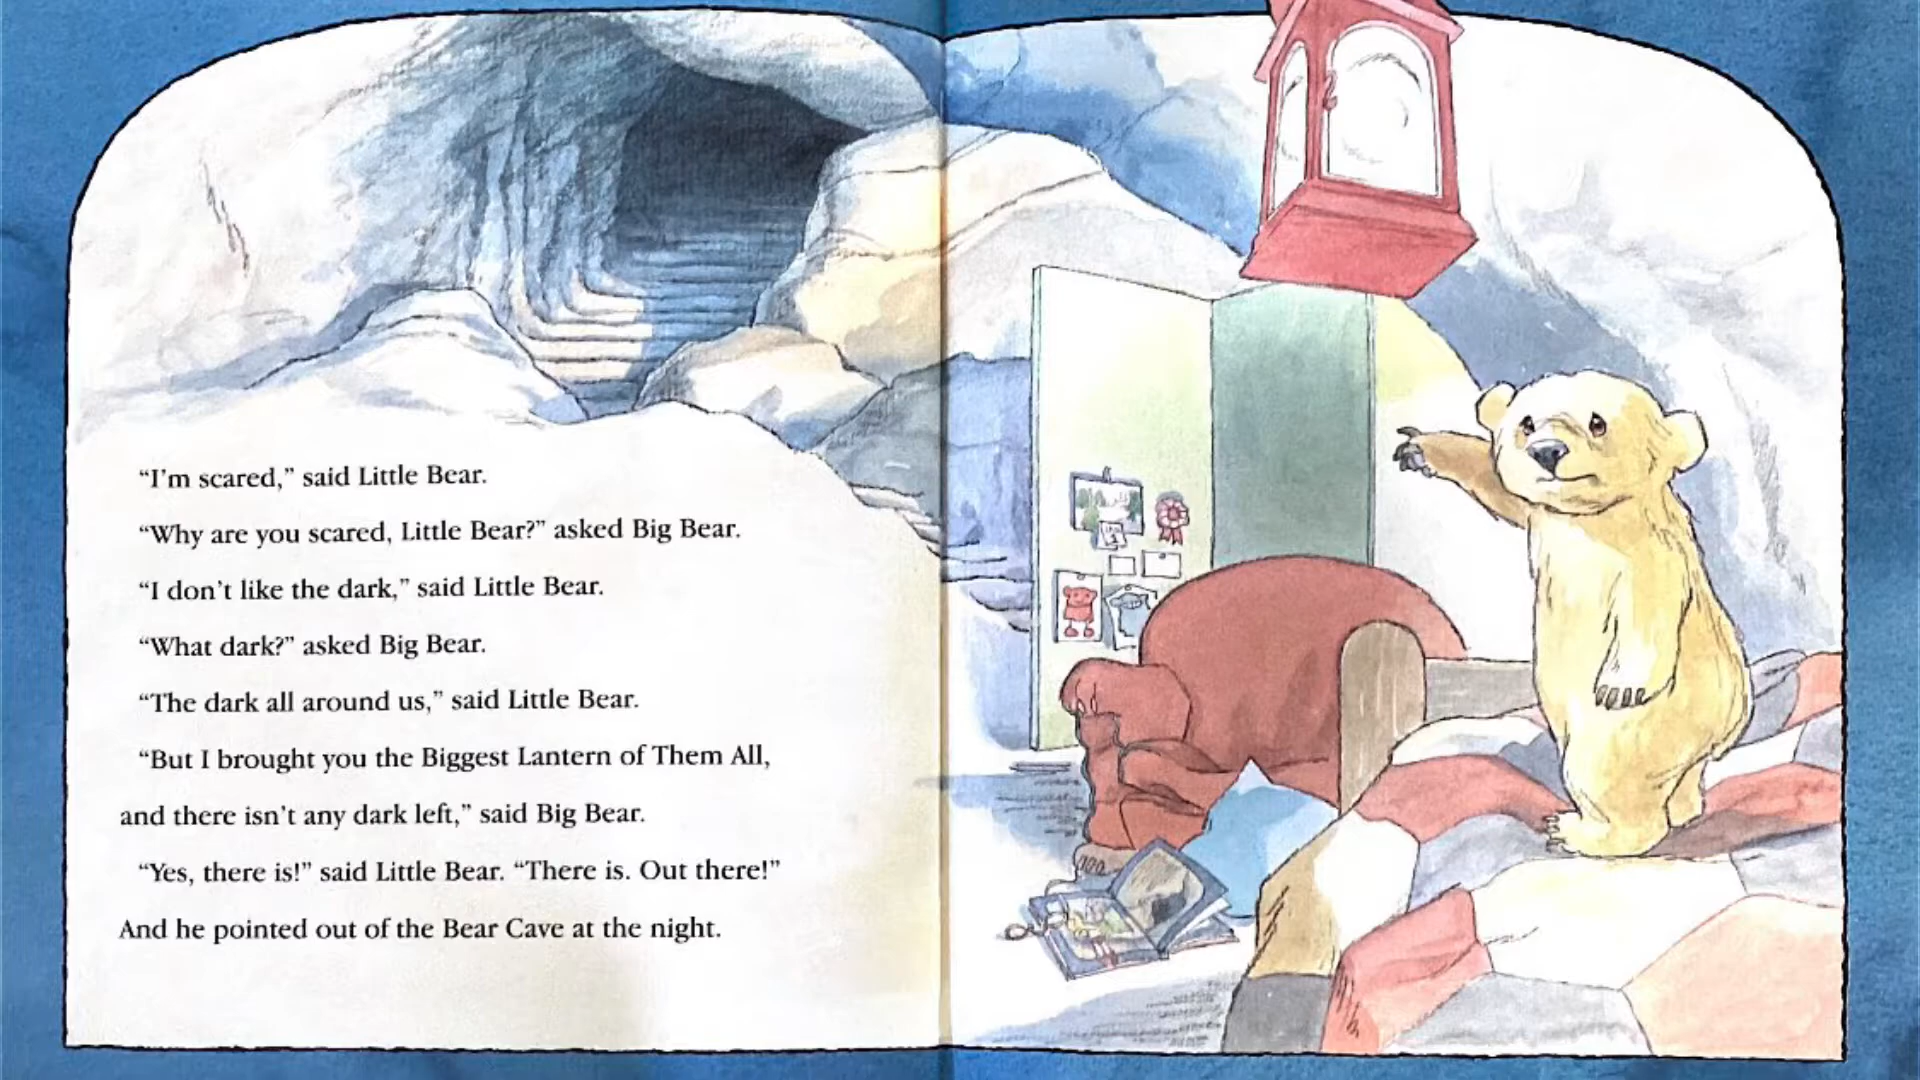 “I’m scared,” said Little Bear.
“Why are you scared, Little Bear?” asked Big Bear.
“I don’t like the dark,” said Little Bear.
“What dark?” asked Big Bear.
“The dark all around us,” said Little Bear.
“But I brought you the Biggest Lantern of Them All,
and there isn’t any dark left,” said Big Bear.
“Yes, there is!” said Little Bear. “There is. Out there!”
And he pointed out of the Bear Cave at the night.